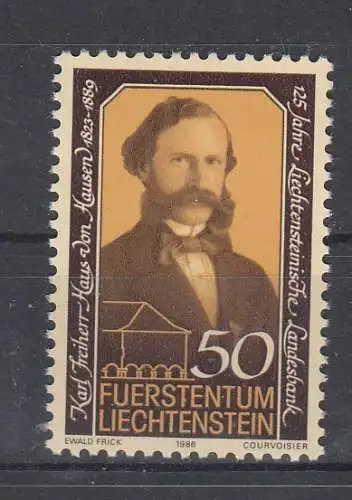 Karl Freiherr Haus von Hausen 1823-1889
125 Jahre Liechtensteinische Landesbank
50
FUERSTENTUM
LIECHTENSTEIN
EWALD FRICK 1986 COURVOISIER